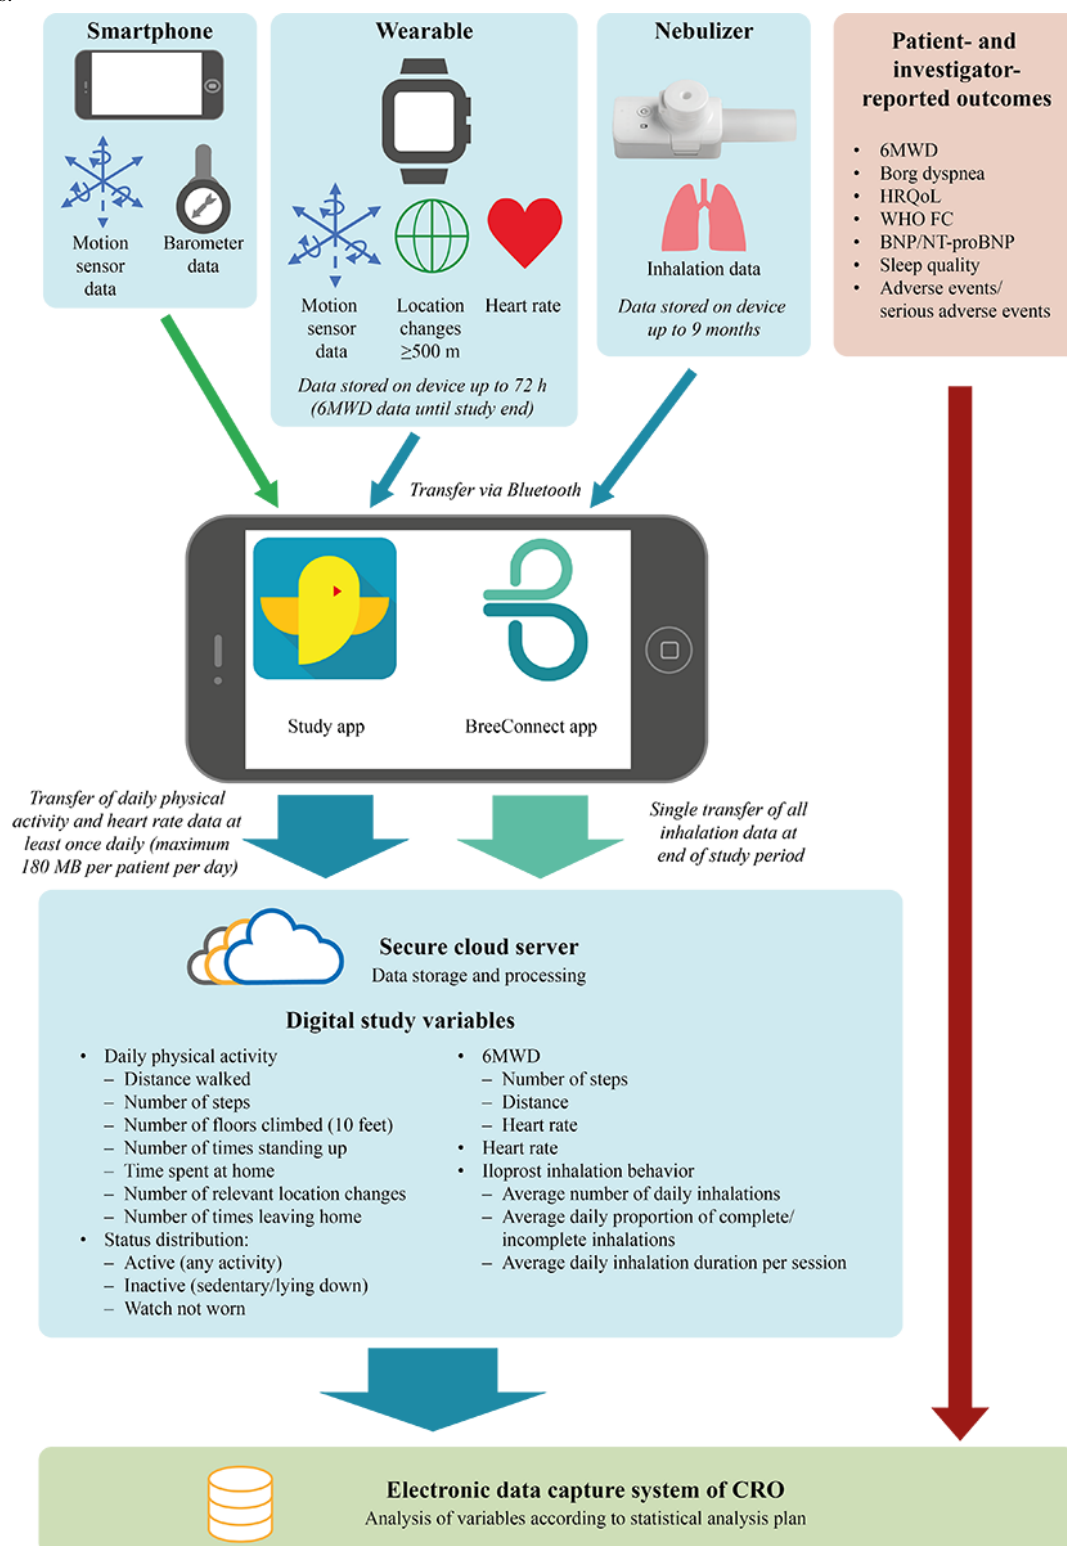 Smartphone
Motion
sensor
data
Barometer
data
Wearable
Motion
sensor
data
Location
changes
≥500 m
Heart rate
Data stored on device up to 72 h
(6MWD data until study end)
Nebulizer
Inhalation data
Data stored on device
up to 9 months
Patient- and
investigator-
reported outcomes
• 6MWD
• Borg dyspnea
• HRQoL
• WHO FC
• BNP/NT-proBNP
• Sleep quality
• Adverse events/
serious adverse events
Transfer via Bluetooth
Study app
BreeConnect app
Transfer of daily physical
activity and heart rate data at
least once daily (maximum
180 MB per patient per day)
Single transfer of all
inhalation data at
end of study period
Secure cloud server
Data storage and processing
Digital study variables
• Daily physical activity
– Distance walked
– Number of steps
– Number of floors climbed (10 feet)
– Number of times standing up
– Time spent at home
– Number of relevant location changes
– Number of times leaving home
• Status distribution:
– Active (any activity)
– Inactive (sedentary/lying down)
– Watch not worn
• 6MWD
– Number of steps
– Distance
– Heart rate
• Heart rate
• Iloprost inhalation behavior
– Average number of daily inhalations
– Average daily proportion of complete/
incomplete inhalations
– Average daily inhalation duration per session
Electronic data capture system of CRO
Analysis of variables according to statistical analysis plan